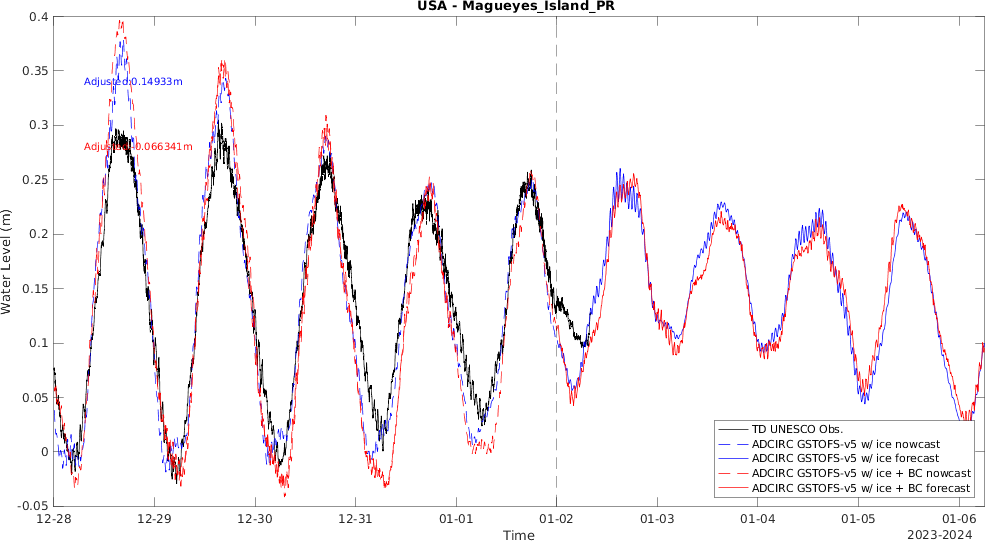 USA - Magueyes_Island_PR
0.4
0.35
0.3
0.25
0.2
0.15
0.1
0.05
0
-0.05
Water Level (m)
Adjusted:0.14933m
Adjusted:-0.066341m
TD UNESCO Obs.
ADCIRC GSTOFS-v5 w/ ice nowcast
ADCIRC GSTOFS-v5 w/ ice forecast
ADCIRC GSTOFS-v5 w/ ice + BC nowcast
ADCIRC GSTOFS-v5 w/ ice + BC forecast
12-28 12-29 12-30 12-31 01-01 01-02 01-03 01-04 01-05 01-06
Time
2023-2024